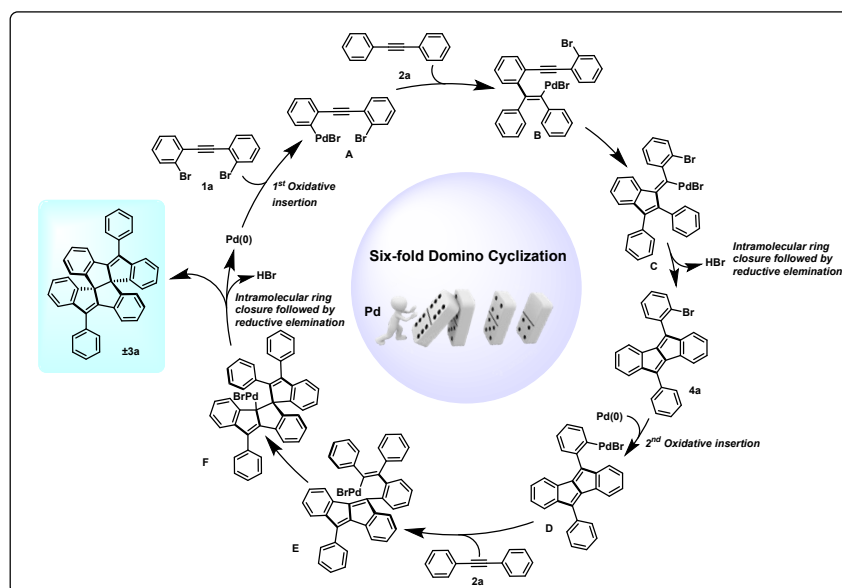 2a
Br
PdBr
B
PdBr
Br
A
Br
Br
1a
1st Oxidative
insertion
Br
PdBr
C
HBr
Intramolecular ring
closure followed by
reductive elemination
Six-fold Domino Cyclization
Pd
Pd(0)
HBr
Intramolecular ring
closure followed by
reductive elemination
±3a
Br
4a
Pd(0)
2nd Oxidative insertion
PdBr
D
BrPd
F
BrPd
E
2a